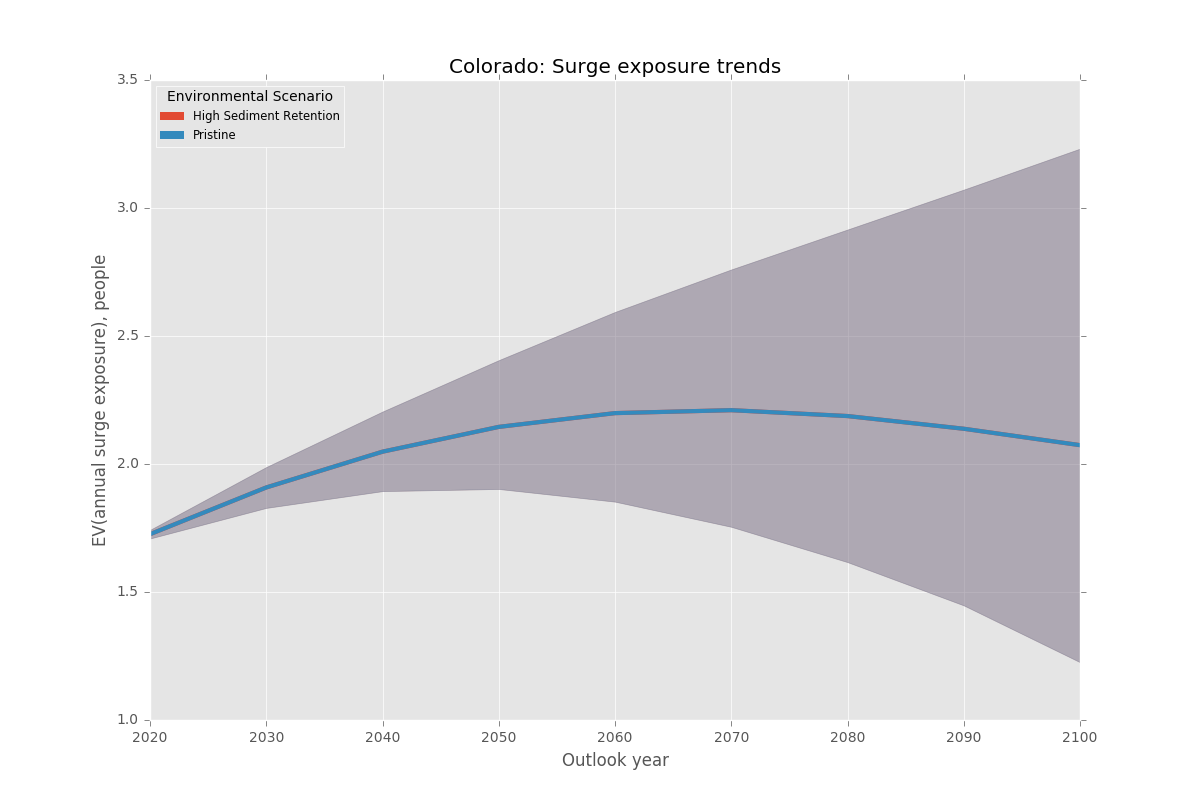 Colorado: Surge exposure trends
Environmental Scenario
High Sediment Retention
Pristine
EV(annual surge exposure), people
3.5
3.0
2.5
2.0
1.5
1.0
2020 2030 2040 2050 2060 2070 2080 2090 2100
Outlook year